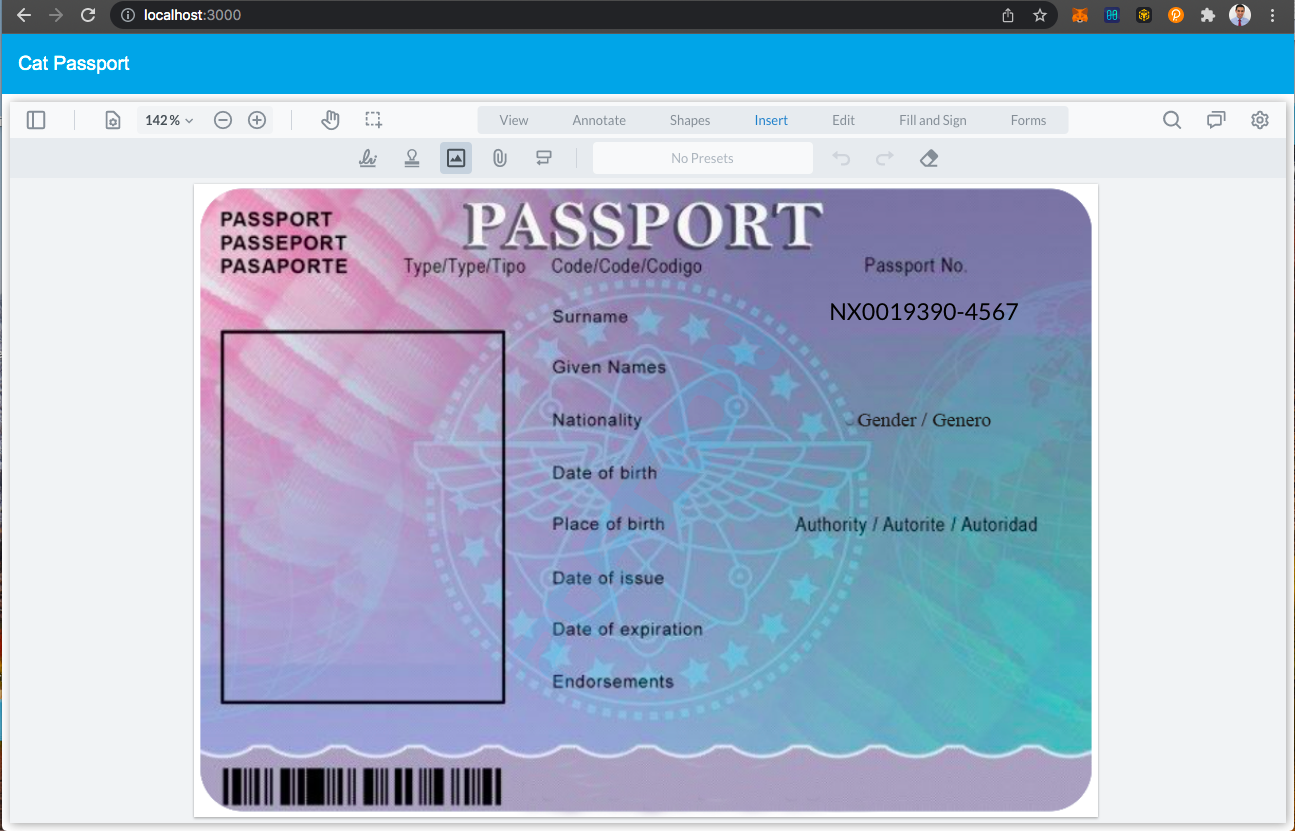 localhost:3000
Cat Passport
142%
View Annotate Shapes Insert Edit Fill and Sign Forms
No Presets
PASSPORT
PASSEPORT
PASAPORTE
PASSPORT
Type/Type/Tipo Code/Code/Codigo Passport No.
Surname NX0019390-4567
Given Names
Nationality Gender / Genero
Date of birth
Place of birth Authority / Autorite / Autoridad
Date of issue
Date of expiration
Endorsements